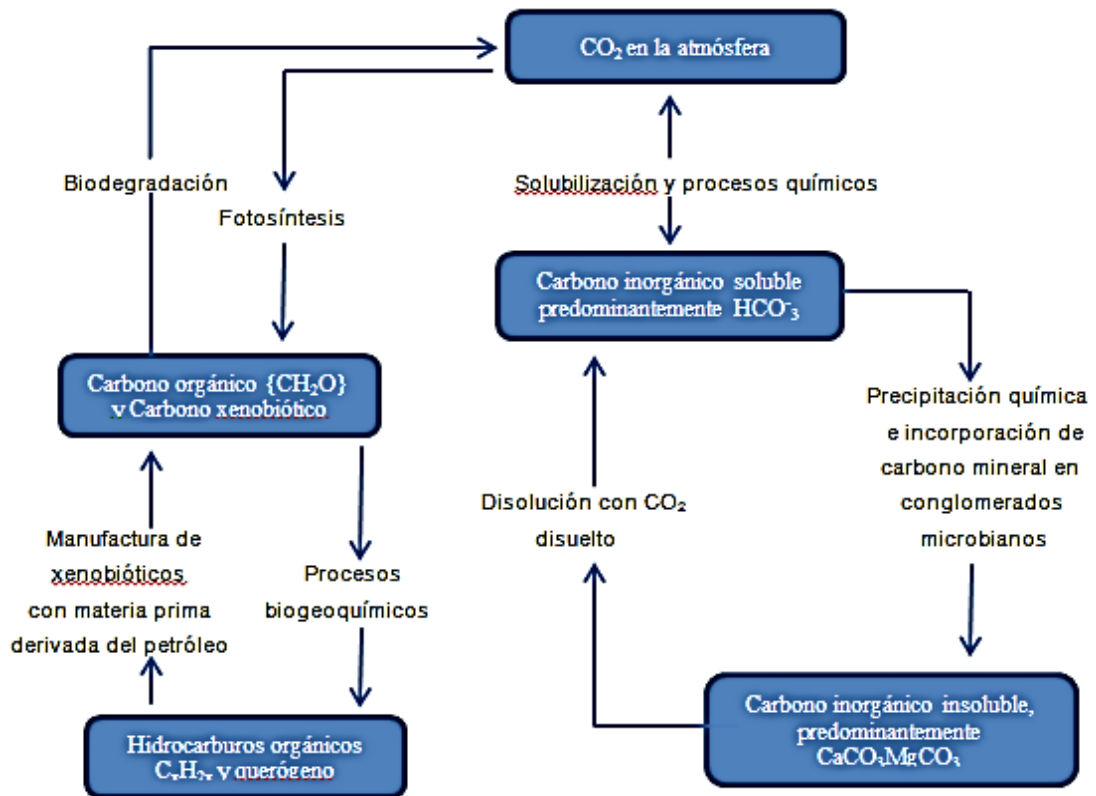 CO₂ en la atmósfera
Biodegradación
Fotosíntesis
Solubilización y procesos químicos
Carbono inorgánico soluble
predominantemente HCO⁻₃
Carbono orgánico {CH₂O}
y Carbono xenobiótico
Precipitación química
e incorporación de
carbono mineral en
conglomerados
microbianos
Disolución con CO₂
disuelto
Manufactura de
xenobióticos
con materia prima
derivada del petróleo
Procesos
biogeoquímicos
Hidrocarburos orgánicos
CₓH₂ₓ y querógeno
Carbono inorgánico insoluble,
predominantemente
CaCO₃MgCO₃